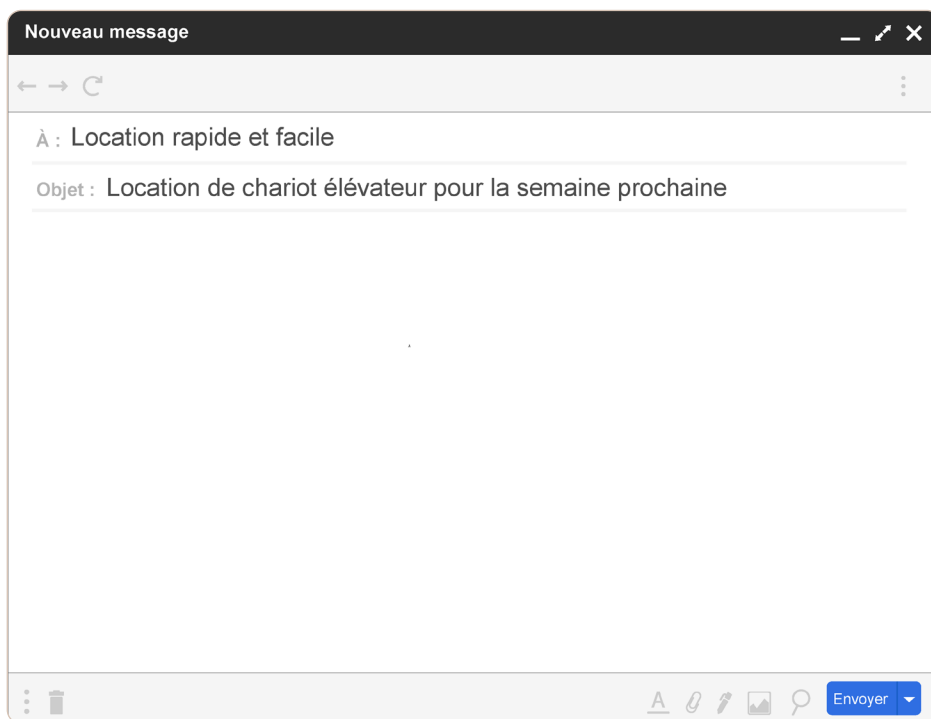 Nouveau message
À : Location rapide et facile
Objet : Location de chariot élévateur pour la semaine prochaine
A
Envoyer